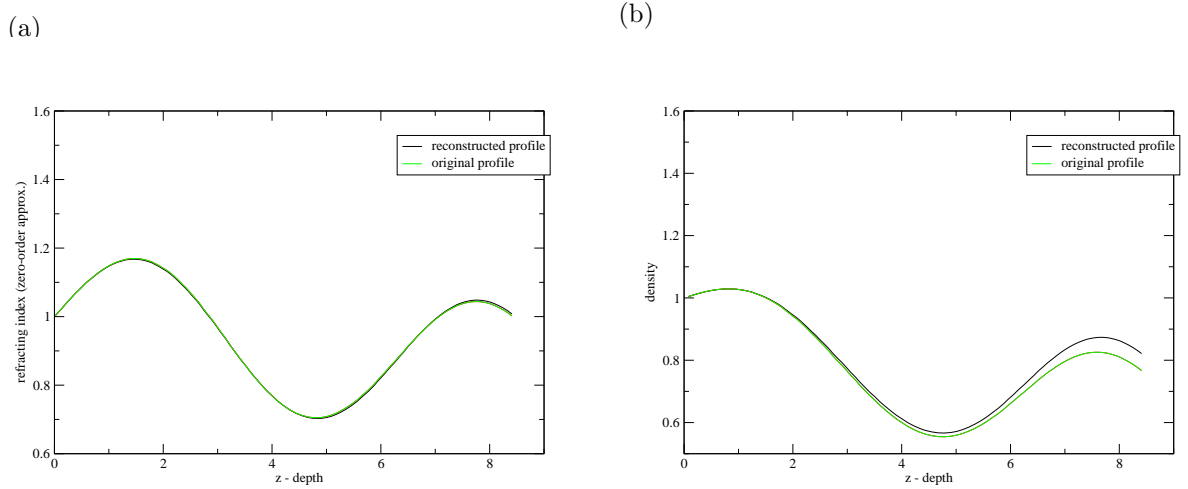 (a)
(b)
1.6
1.4
1.2
1
0.8
0.6
0
2
4
6
8
refracting index (zero-order approx.)
z - depth
reconstructed profile
original profile
1.6
1.4
1.2
1
0.8
0.6
0
2
4
6
8
density
z - depth
reconstructed profile
original profile